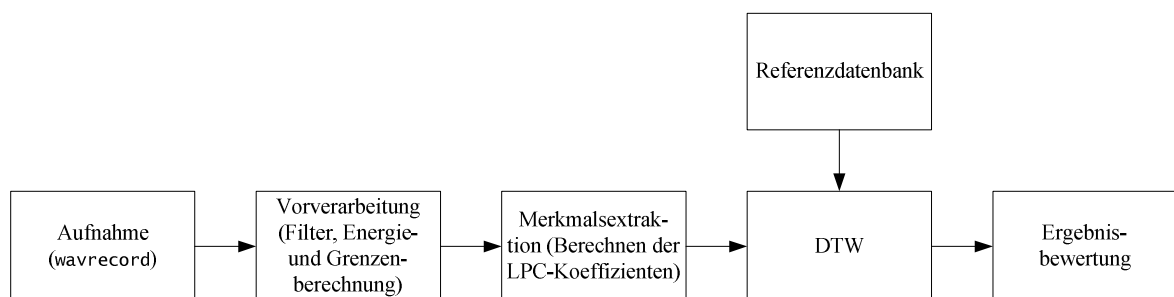 Referenzdatenbank
Aufnahme
(wavrecord)
Vorverarbeitung
(Filter, Energie-
und Grenzen-
berechnung)
Merkmalsextrak-
tion (Berechnen der
LPC-Koeffizienten)
DTW
Ergebnis-
bewertung